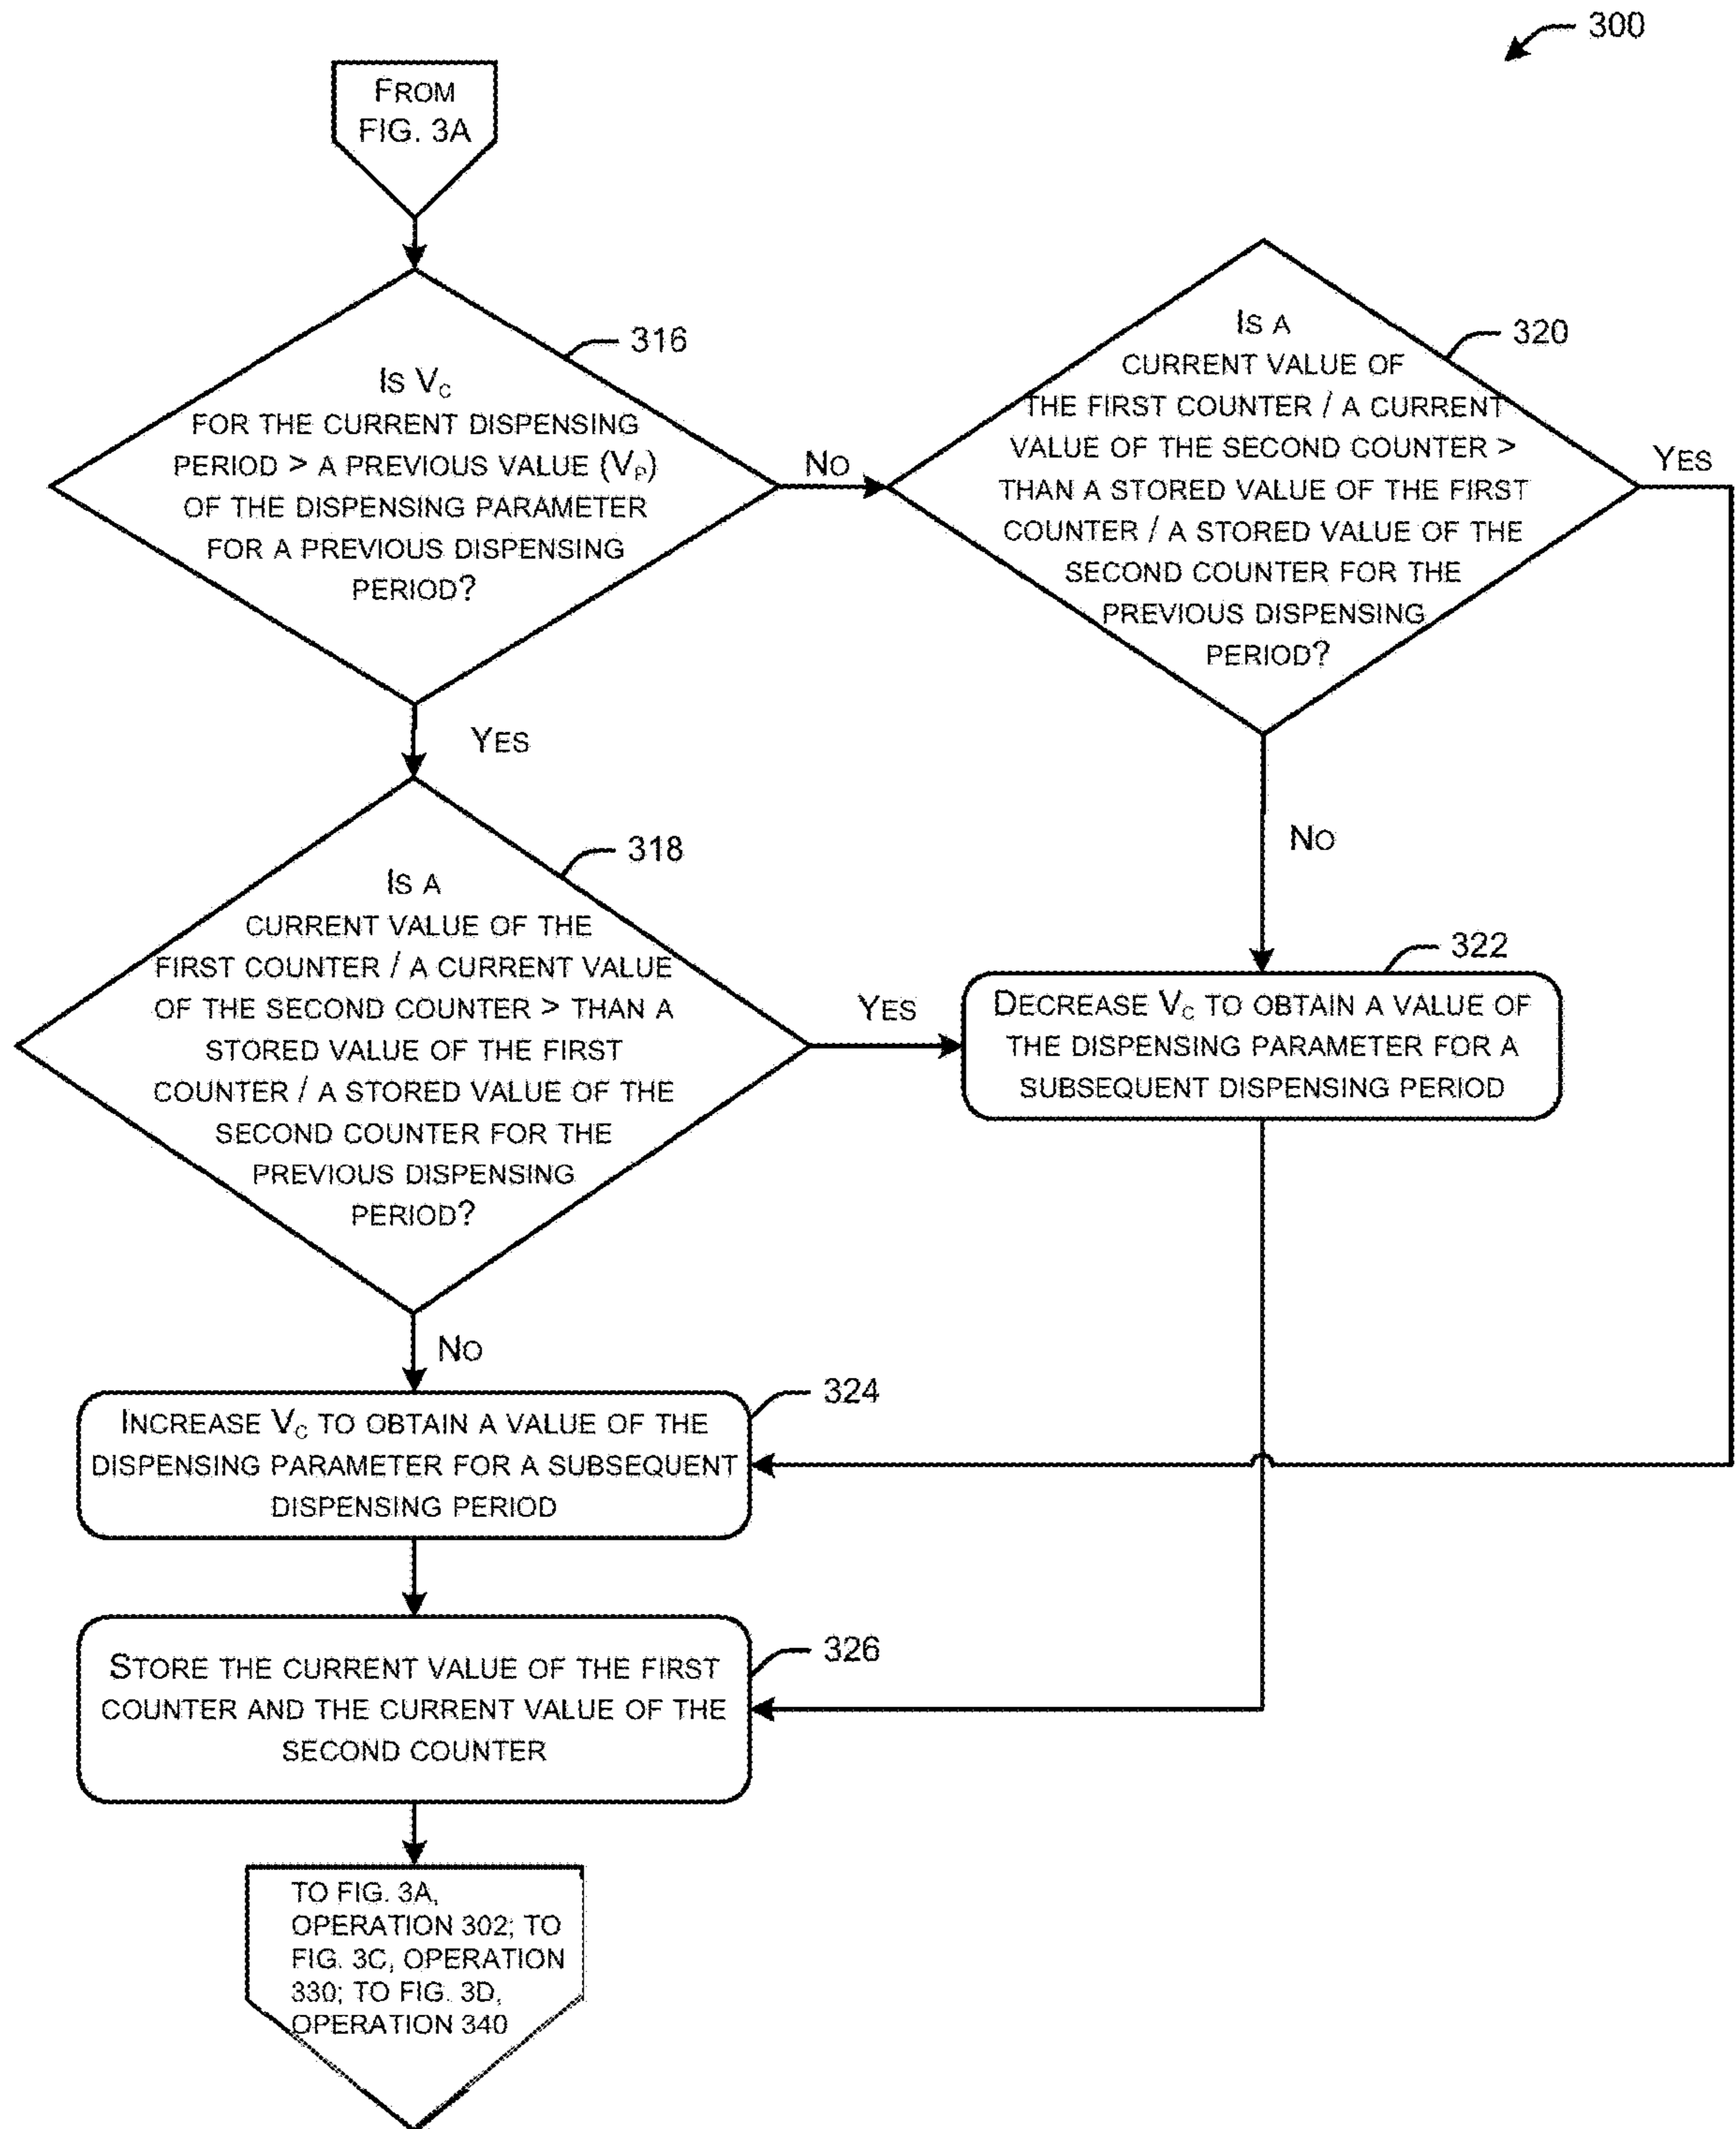 300
FROM
FIG. 3A
316
IS VC
FOR THE CURRENT DISPENSING
PERIOD > A PREVIOUS VALUE (VP)
OF THE DISPENSING PARAMETER
FOR A PREVIOUS DISPENSING
PERIOD?
NO
320
IS A
CURRENT VALUE OF
THE FIRST COUNTER / A CURRENT
VALUE OF THE SECOND COUNTER >
THAN A STORED VALUE OF THE FIRST
COUNTER / A STORED VALUE OF THE
SECOND COUNTER FOR THE
PREVIOUS DISPENSING
PERIOD?
YES
YES
NO
318
IS A
CURRENT VALUE OF THE
FIRST COUNTER / A CURRENT VALUE
OF THE SECOND COUNTER > THAN A
STORED VALUE OF THE FIRST
COUNTER / A STORED VALUE OF THE
SECOND COUNTER FOR THE
PREVIOUS DISPENSING
PERIOD?
YES
322
DECREASE VC TO OBTAIN A VALUE OF
THE DISPENSING PARAMETER FOR A
SUBSEQUENT DISPENSING PERIOD
NO
324
INCREASE VC TO OBTAIN A VALUE OF THE
DISPENSING PARAMETER FOR A SUBSEQUENT
DISPENSING PERIOD
326
STORE THE CURRENT VALUE OF THE FIRST
COUNTER AND THE CURRENT VALUE OF THE
SECOND COUNTER
TO FIG. 3A,
OPERATION 302; TO
FIG. 3C, OPERATION
330; TO FIG. 3D,
OPERATION 340